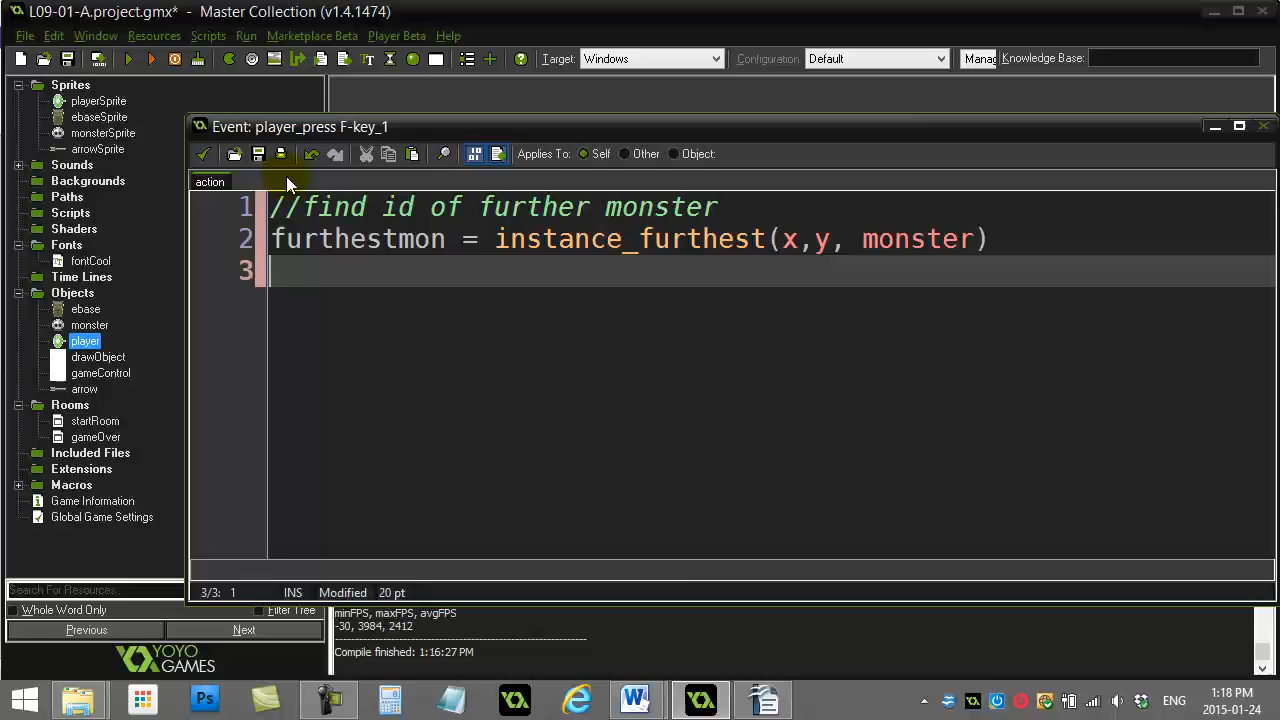 L09-01-A.project.gmx* - Master Collection (v1.4.1474)
File Edit Window Resources Scripts Run Marketplace Beta Player Beta Help
Target: Windows Configuration: Default Manag Knowledge Base:
Sprites
playerSprite
ebaseSprite
monsterSprite
arrowSprite
Sounds
Backgrounds
Paths
Scripts
Shaders
Fonts
fontCool
Time Lines
Objects
ebase
monster
player
drawObject
gameControl
arrow
Rooms
startRoom
gameOver
Included Files
Extensions
Macros
Game Information
Global Game Settings
Search For Resources..
Whole Word Only Filter Tree
Previous Next
YOYO
GAMES
Event: player_press F-key_1
Applies To: Self Other Object:
action
1 //find id of further monster
2 furthestmon = instance_furthest(x,y, monster)
3
3/3: 1 INS Modified 20 pt
minFPS, maxFPS, avgFPS
-30, 3984, 2412
Compile finished: 1:16:27 PM
ENG
1:18 PM
2015-01-24